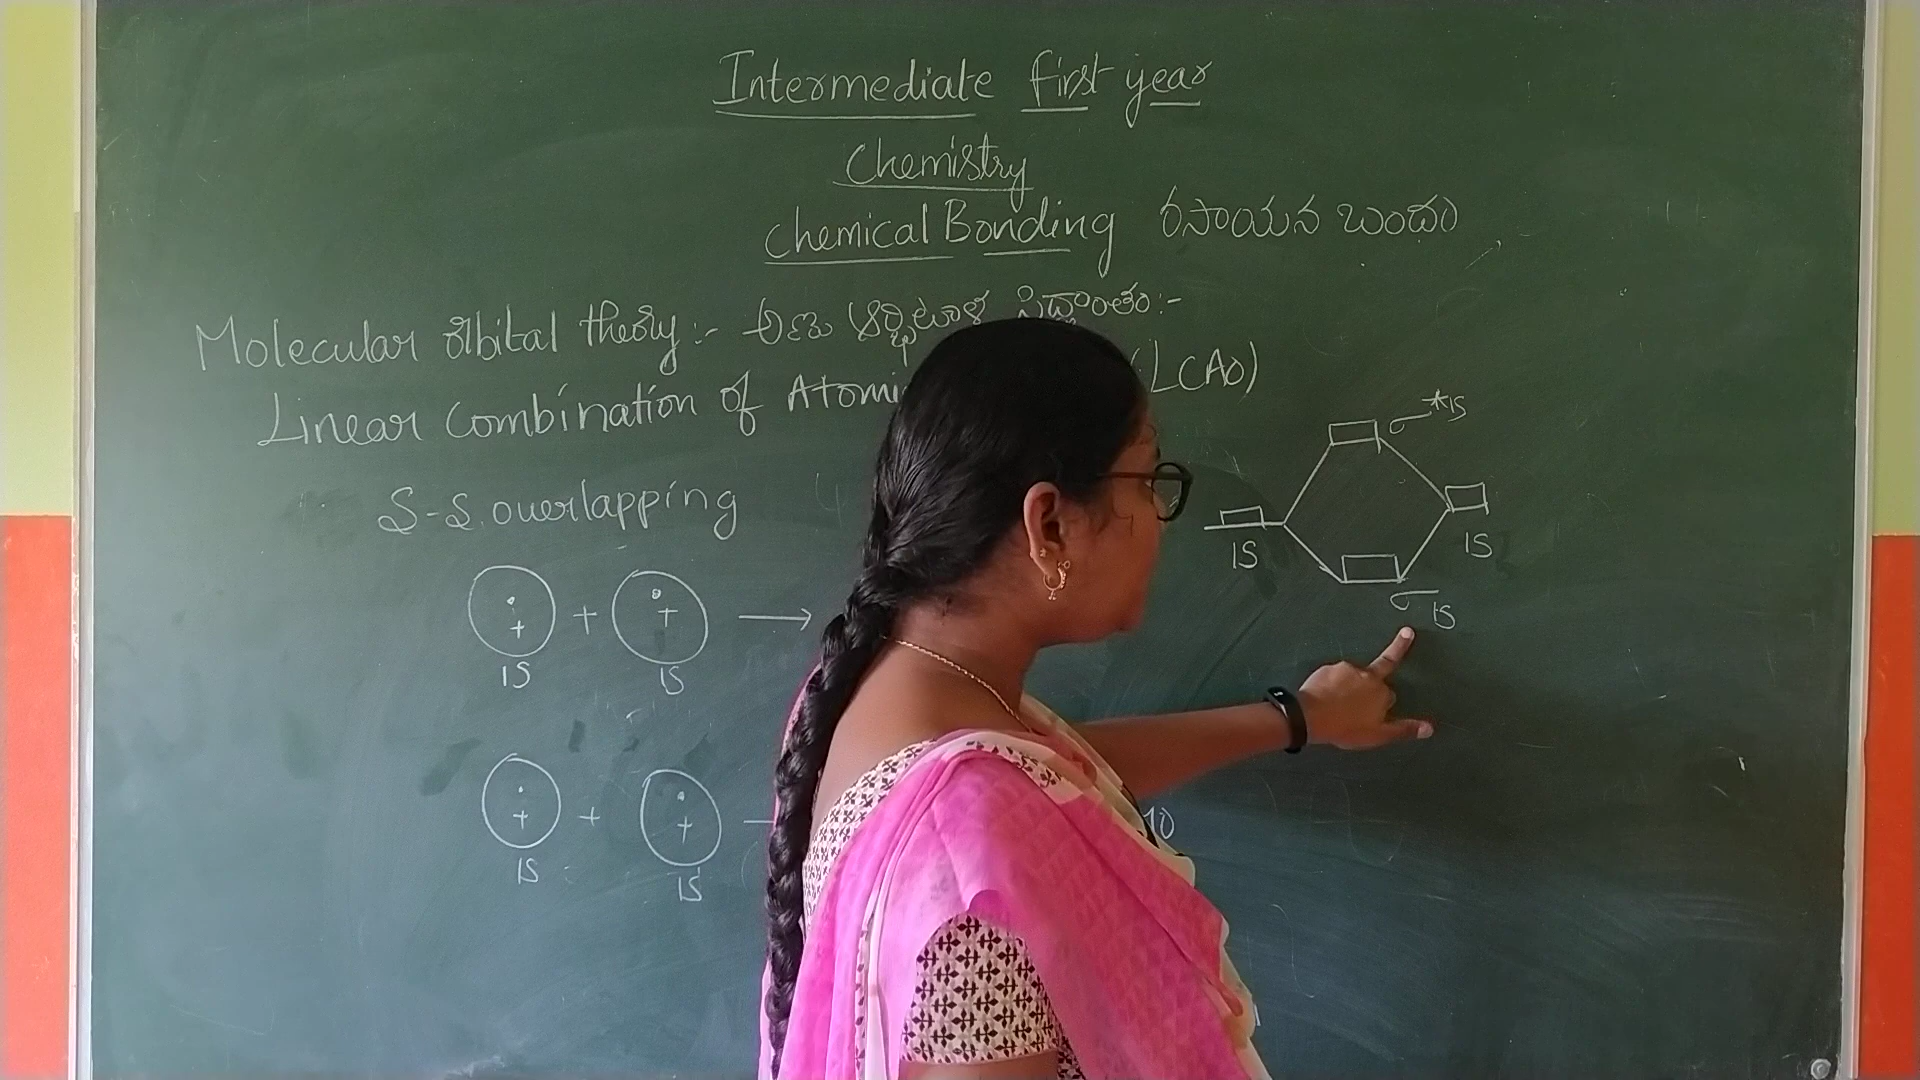 Intermediate first year
Chemistry
Chemical Bonding రసాయన బంధం
Molecular orbital theory :- అణు ఆర్బిటాళ సిద్ధాంతం:-
Linear combination of Atomi (LCAO)
S-S. overlapping
σ*1S
1S 1S
σ1S
+ + +
1S 1S
+ + +
1S 1S